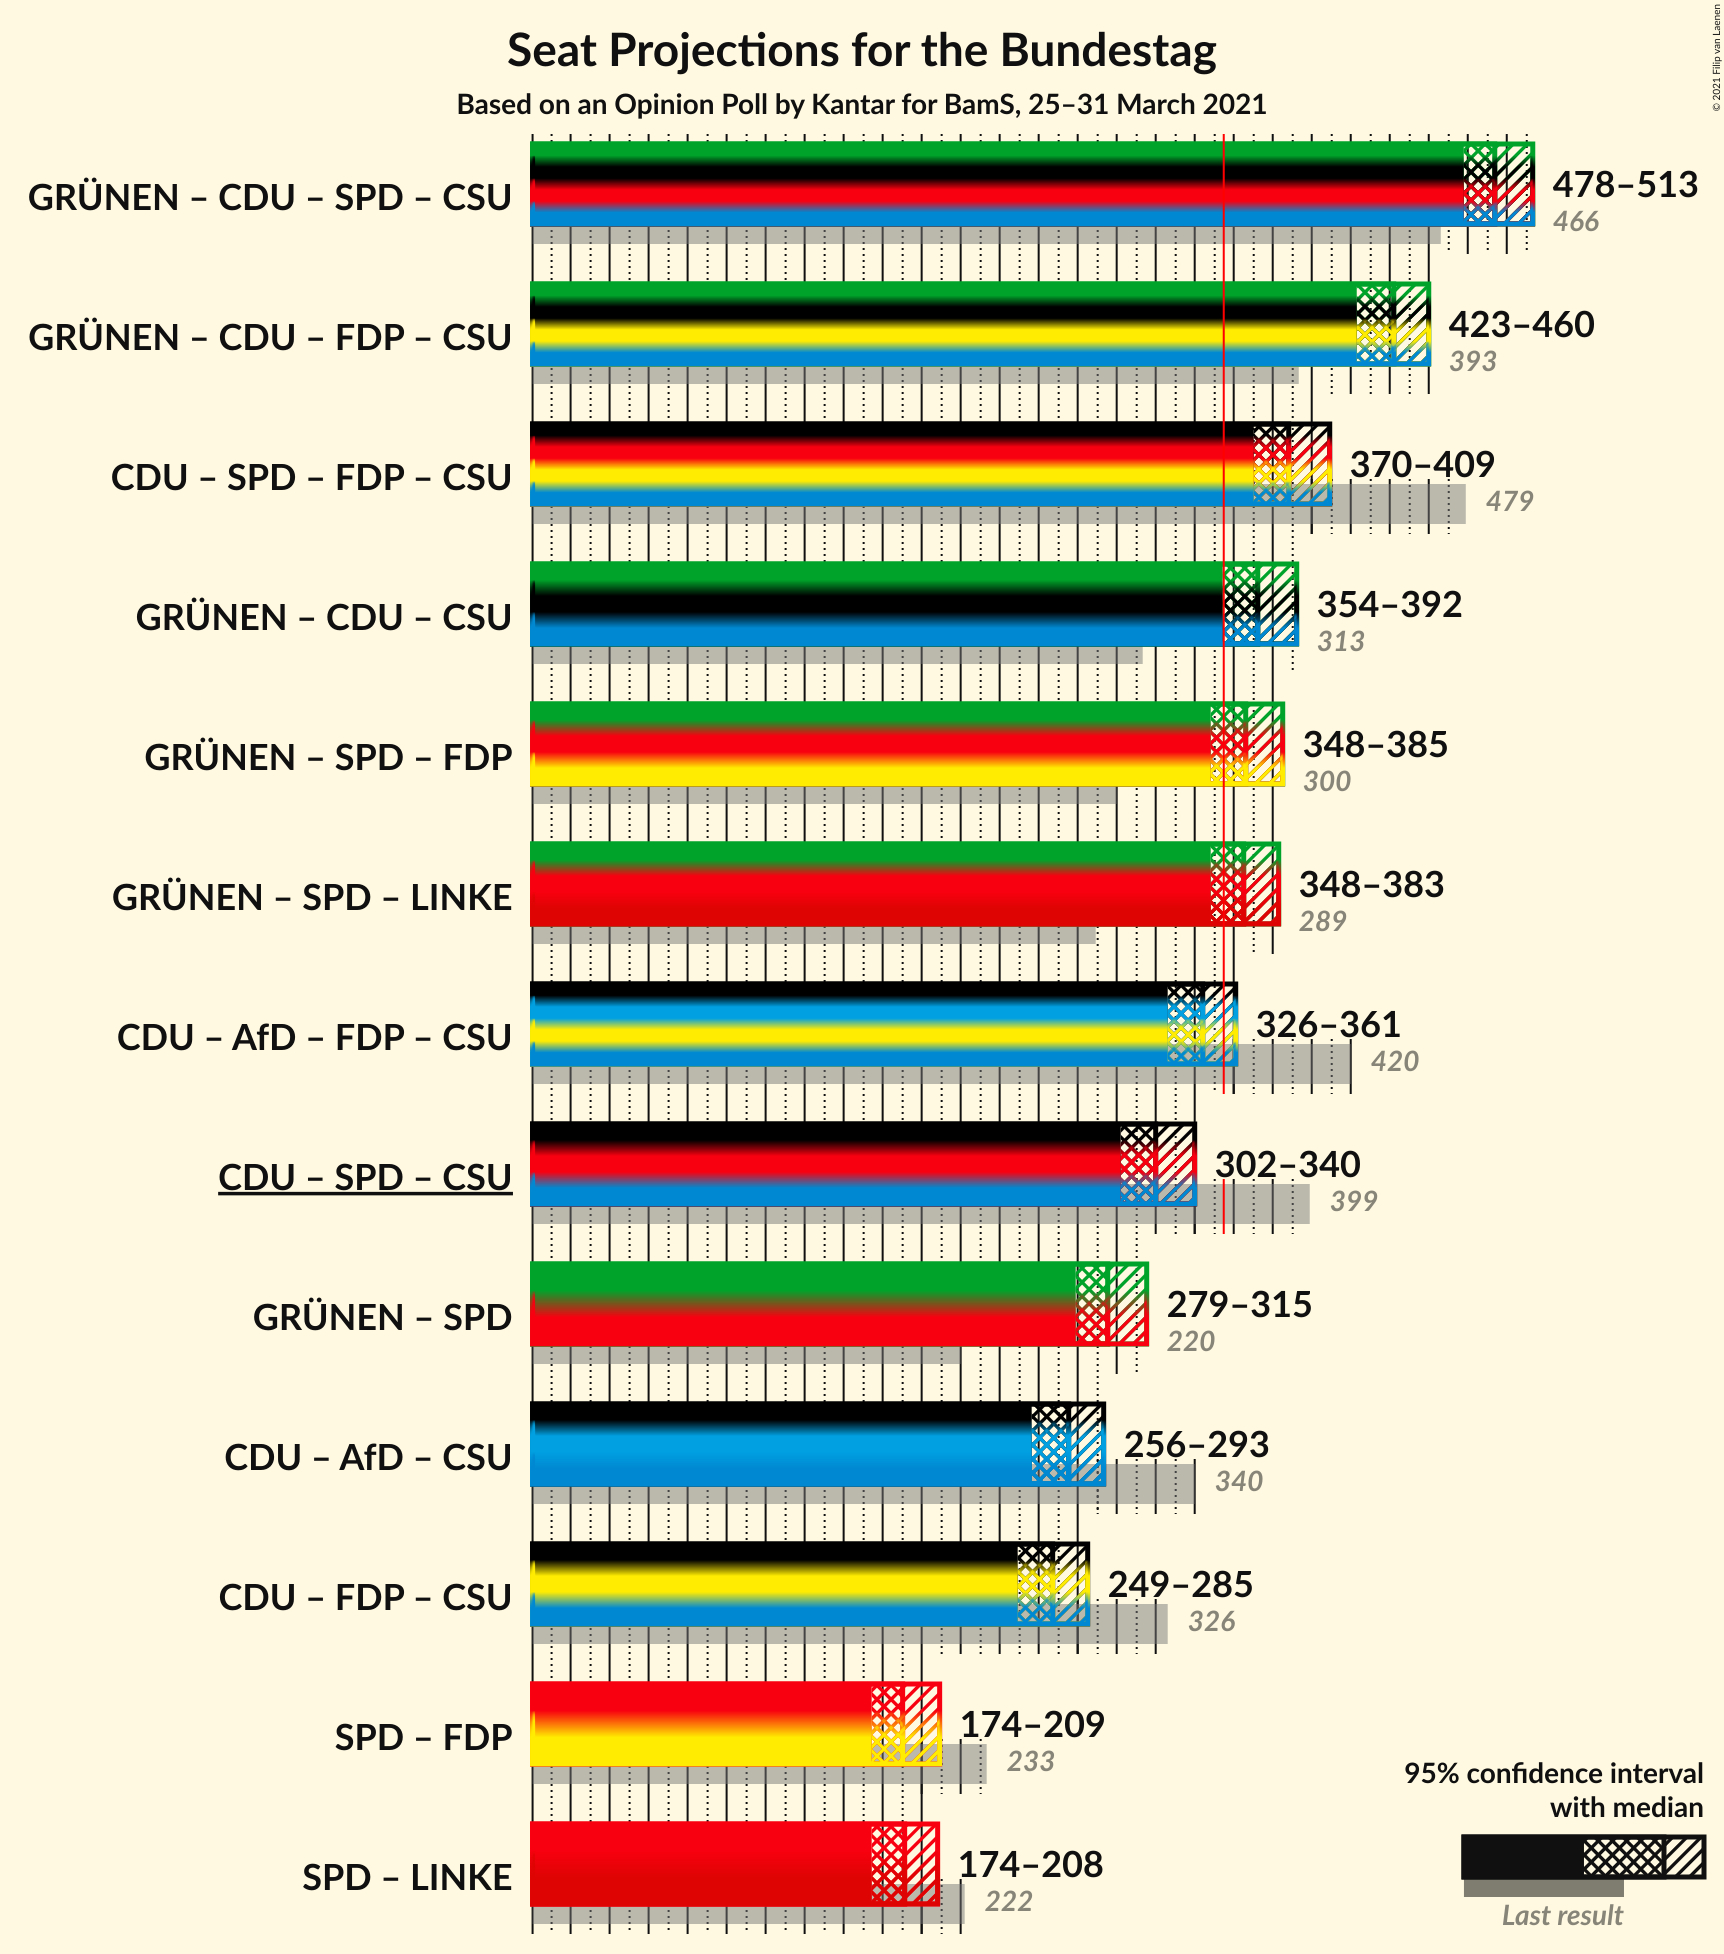 Seat Projections for the Bundestag
Based on an Opinion Poll by Kantar for BamS, 25–31 March 2021
© 2021 Filip van Laenen
GRÜNEN – CDU – SPD – CSU
478–513
466
GRÜNEN – CDU – FDP – CSU
423–460
393
CDU – SPD – FDP – CSU
370–409
479
GRÜNEN – CDU – CSU
354–392
313
GRÜNEN – SPD – FDP
348–385
300
GRÜNEN – SPD – LINKE
348–383
289
CDU – AfD – FDP – CSU
326–361
420
CDU – SPD – CSU
302–340
399
GRÜNEN – SPD
279–315
220
CDU – AfD – CSU
256–293
340
CDU – FDP – CSU
249–285
326
SPD – FDP
174–209
233
SPD – LINKE
174–208
222
95% confidence interval
with median
Last result